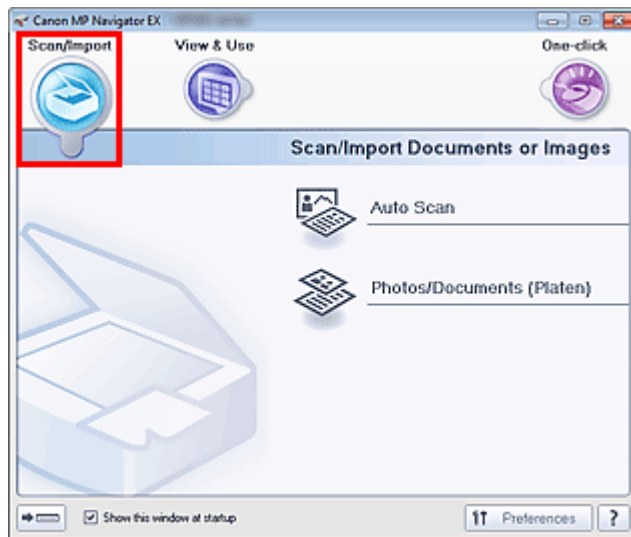 Canon MP Navigator EX
Scan/Import
View & Use
One-click
Scan/Import Documents or Images
Auto Scan
Photos/Documents (Platen)
Show this window at startup
Preferences
?